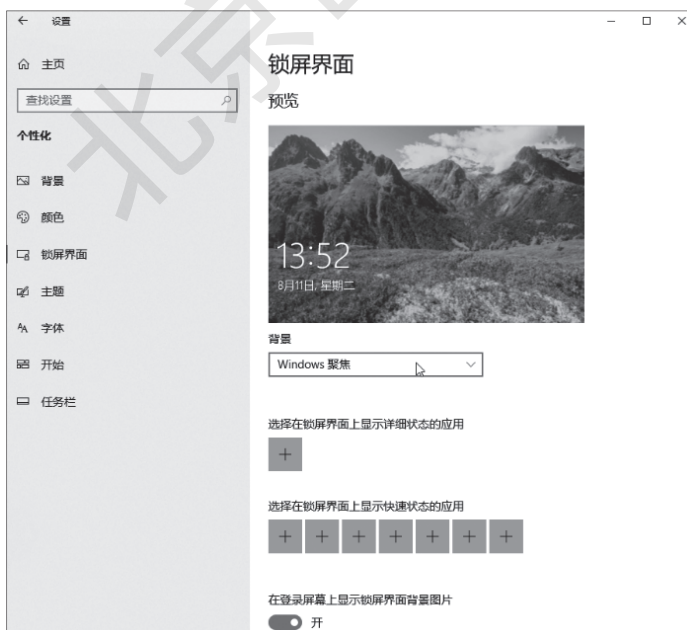 设置
主页
查找设置
个性化
背景
颜色
锁屏界面
主题
字体
开始
任务栏
锁屏界面
预览
13:52
8月11日, 星期二
背景
Windows 聚焦
选择在锁屏界面上显示详细状态的应用
选择在锁屏界面上显示快速状态的应用
在登录屏幕上显示锁屏界面背景图片
开
北京